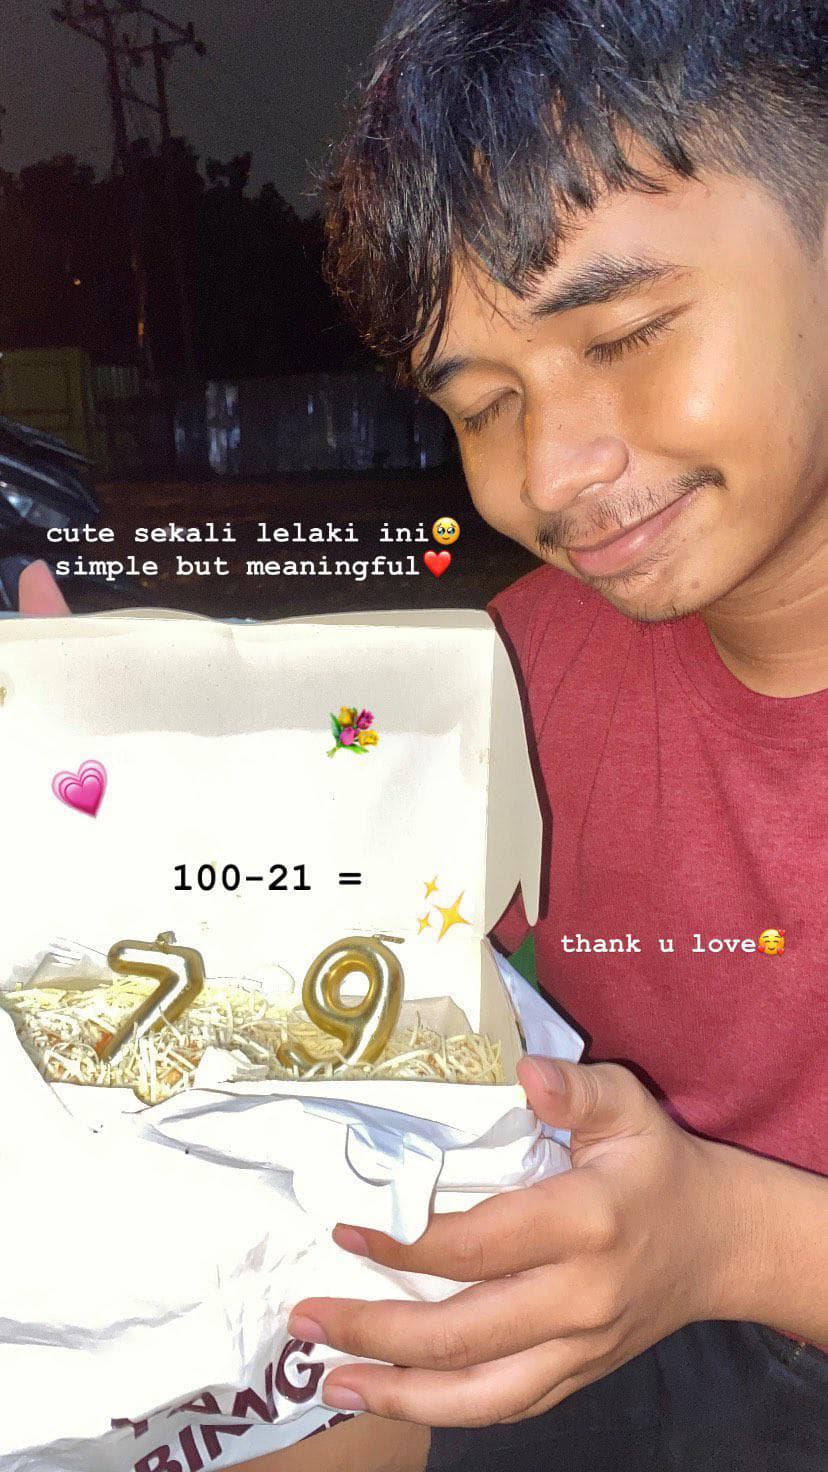 cute sekali lelaki ini🥹
simple but meaningful❤️
100-21 =
79
thank u love🥰